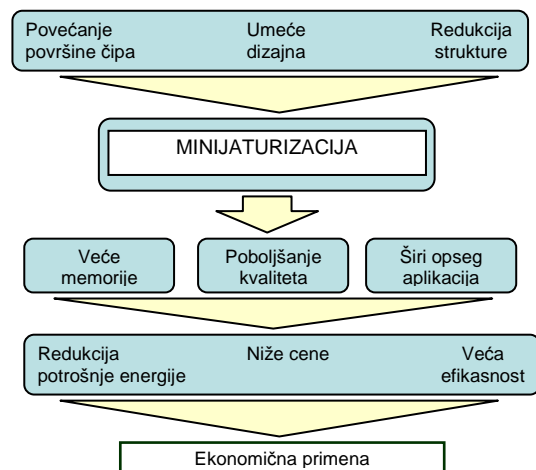 Povećanje
površine čipa
Umeće
dizajna
Redukcija
strukture
MINIJATURIZACIJA
Veće
memorije
Poboljšanje
kvaliteta
Širi opseg
aplikacija
Redukcija
potrošnje energije
Niže cene
Veća
efikasnost
Ekonomična primena